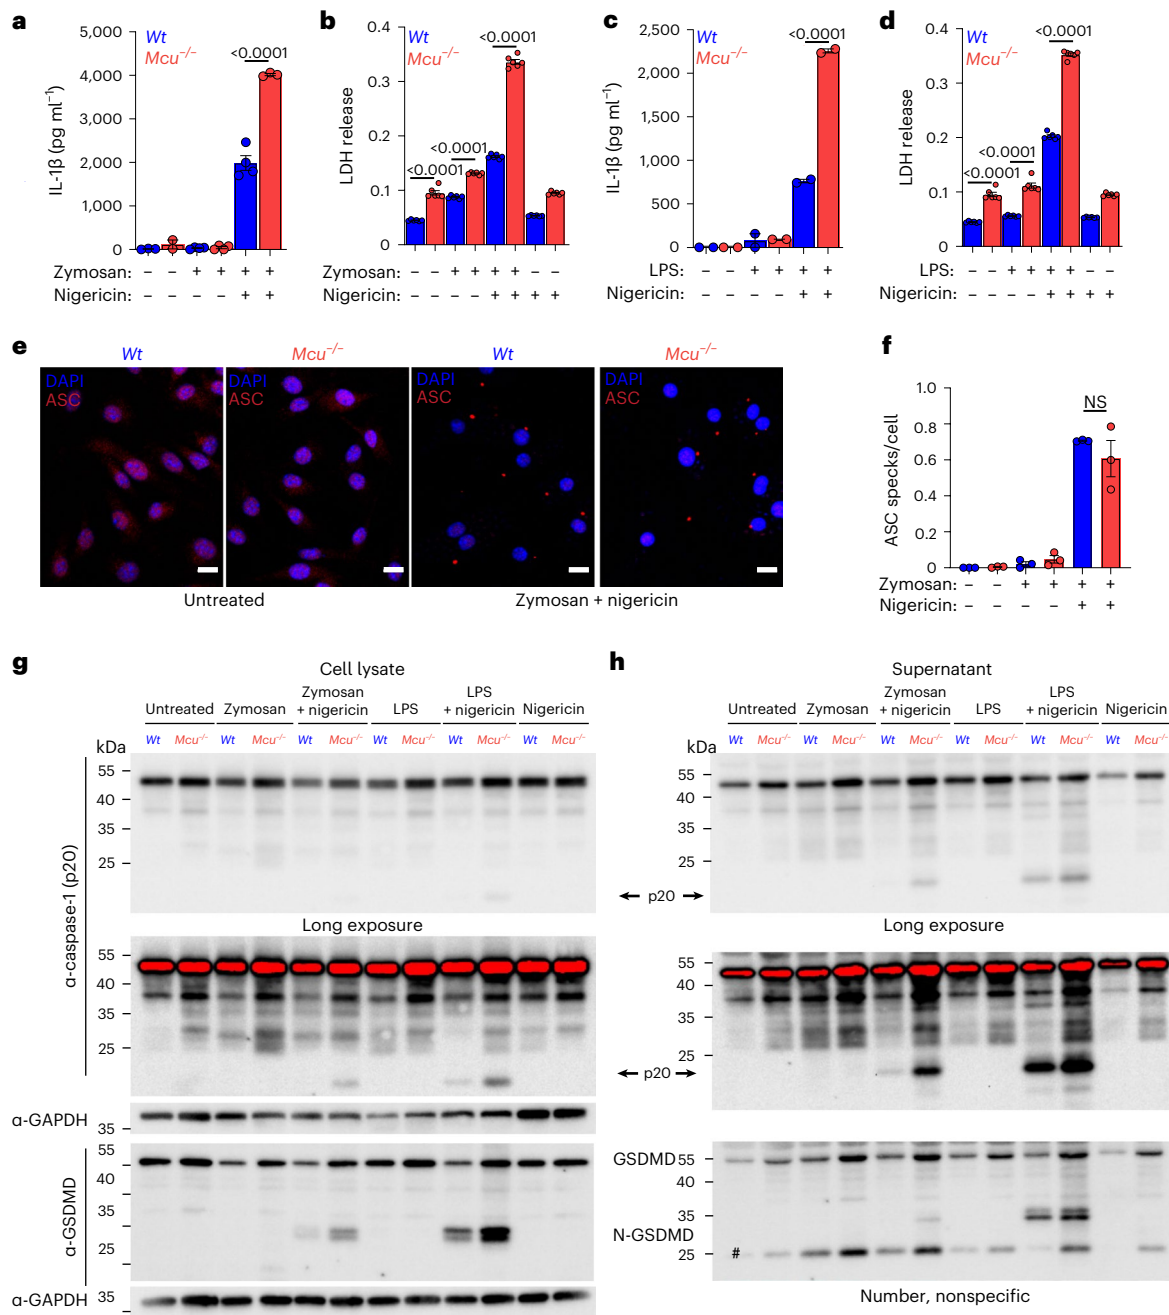 a
Wt
Mcu−/−
<0.0001
IL-1β (pg ml−1)
5,000
4,000
3,000
2,000
1,000
0
Zymosan: – – + + + +
Nigericin: – – – – + +
b
Wt
Mcu−/−
<0.0001
<0.0001
<0.0001
LDH release
0.4
0.3
0.2
0.1
0
Zymosan: – – + + + + – –
Nigericin: – – – – + + + +
c
Wt
Mcu−/−
<0.0001
IL-1β (pg ml−1)
2,500
2,000
1,500
1,000
500
0
LPS: – – + + + +
Nigericin: – – – – + +
d
Wt
Mcu−/−
<0.0001
<0.0001
<0.0001
LDH release
0.4
0.3
0.2
0.1
0
LPS: – – + + + + – –
Nigericin: – – – – + + + +
e
Wt Mcu−/− Wt Mcu−/−
DAPI DAPI DAPI DAPI
ASC ASC ASC ASC
Untreated Zymosan + nigericin
f
NS
ASC specks/cell
1.0
0.8
0.6
0.4
0.2
0
Zymosan: – – + + + +
Nigericin: – – – – + +
g
Cell lysate
Untreated Zymosan Zymosan + nigericin LPS LPS + nigericin Nigericin
Wt Mcu−/− Wt Mcu−/− Wt Mcu−/− Wt Mcu−/− Wt Mcu−/− Wt Mcu−/−
kDa
55
40
35
25
α-caspase-1 (p20)
Long exposure
55
40
35
25
α-GAPDH
35
α-GSDMD
55
40
35
25
α-GAPDH 35
h
Supernatant
Untreated Zymosan Zymosan + nigericin LPS LPS + nigericin Nigericin
Wt Mcu−/− Wt Mcu−/− Wt Mcu−/− Wt Mcu−/− Wt Mcu−/− Wt Mcu−/−
kDa
55
40
35
25
p20
Long exposure
55
40
35
25
p20
GSDMD 55
40
35
N-GSDMD
25
#
Number, nonspecific